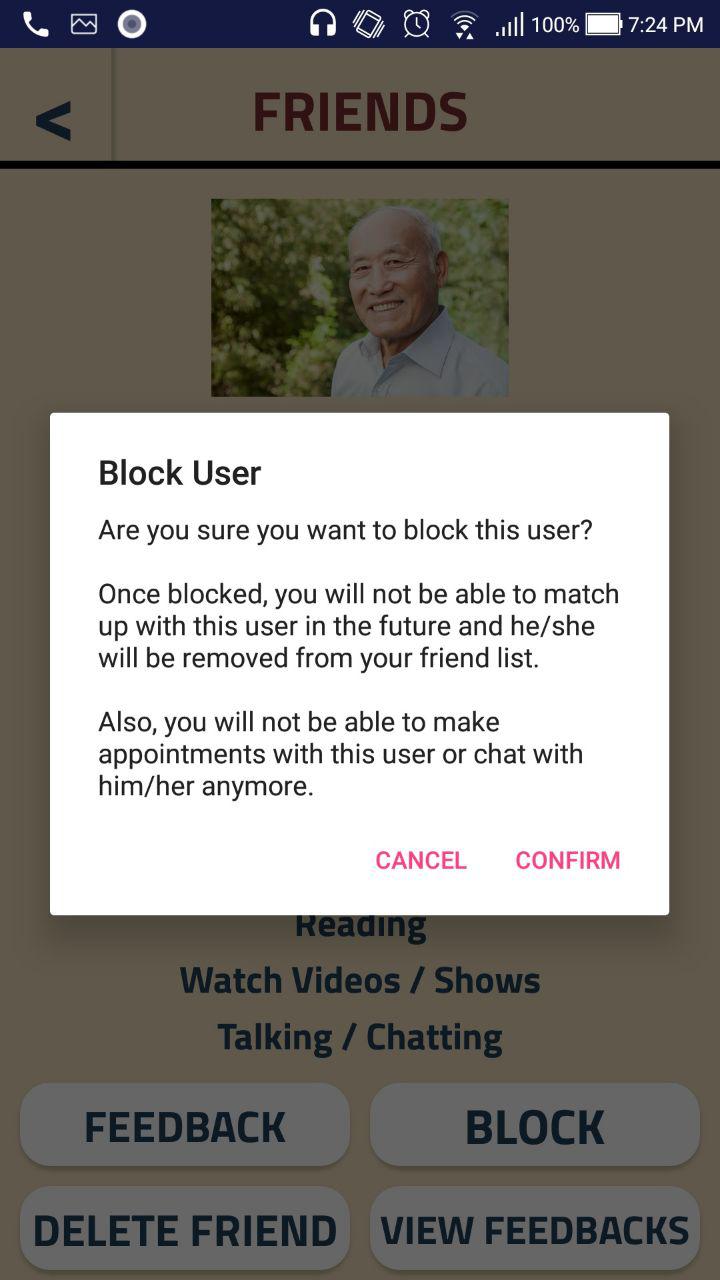 100% 7:24 PM
< FRIENDS
Block User
Are you sure you want to block this user?
Once blocked, you will not be able to match
up with this user in the future and he/she
will be removed from your friend list.
Also, you will not be able to make
appointments with this user or chat with
him/her anymore.
CANCEL CONFIRM
Reading
Watch Videos / Shows
Talking / Chatting
FEEDBACK BLOCK
DELETE FRIEND VIEW FEEDBACKS